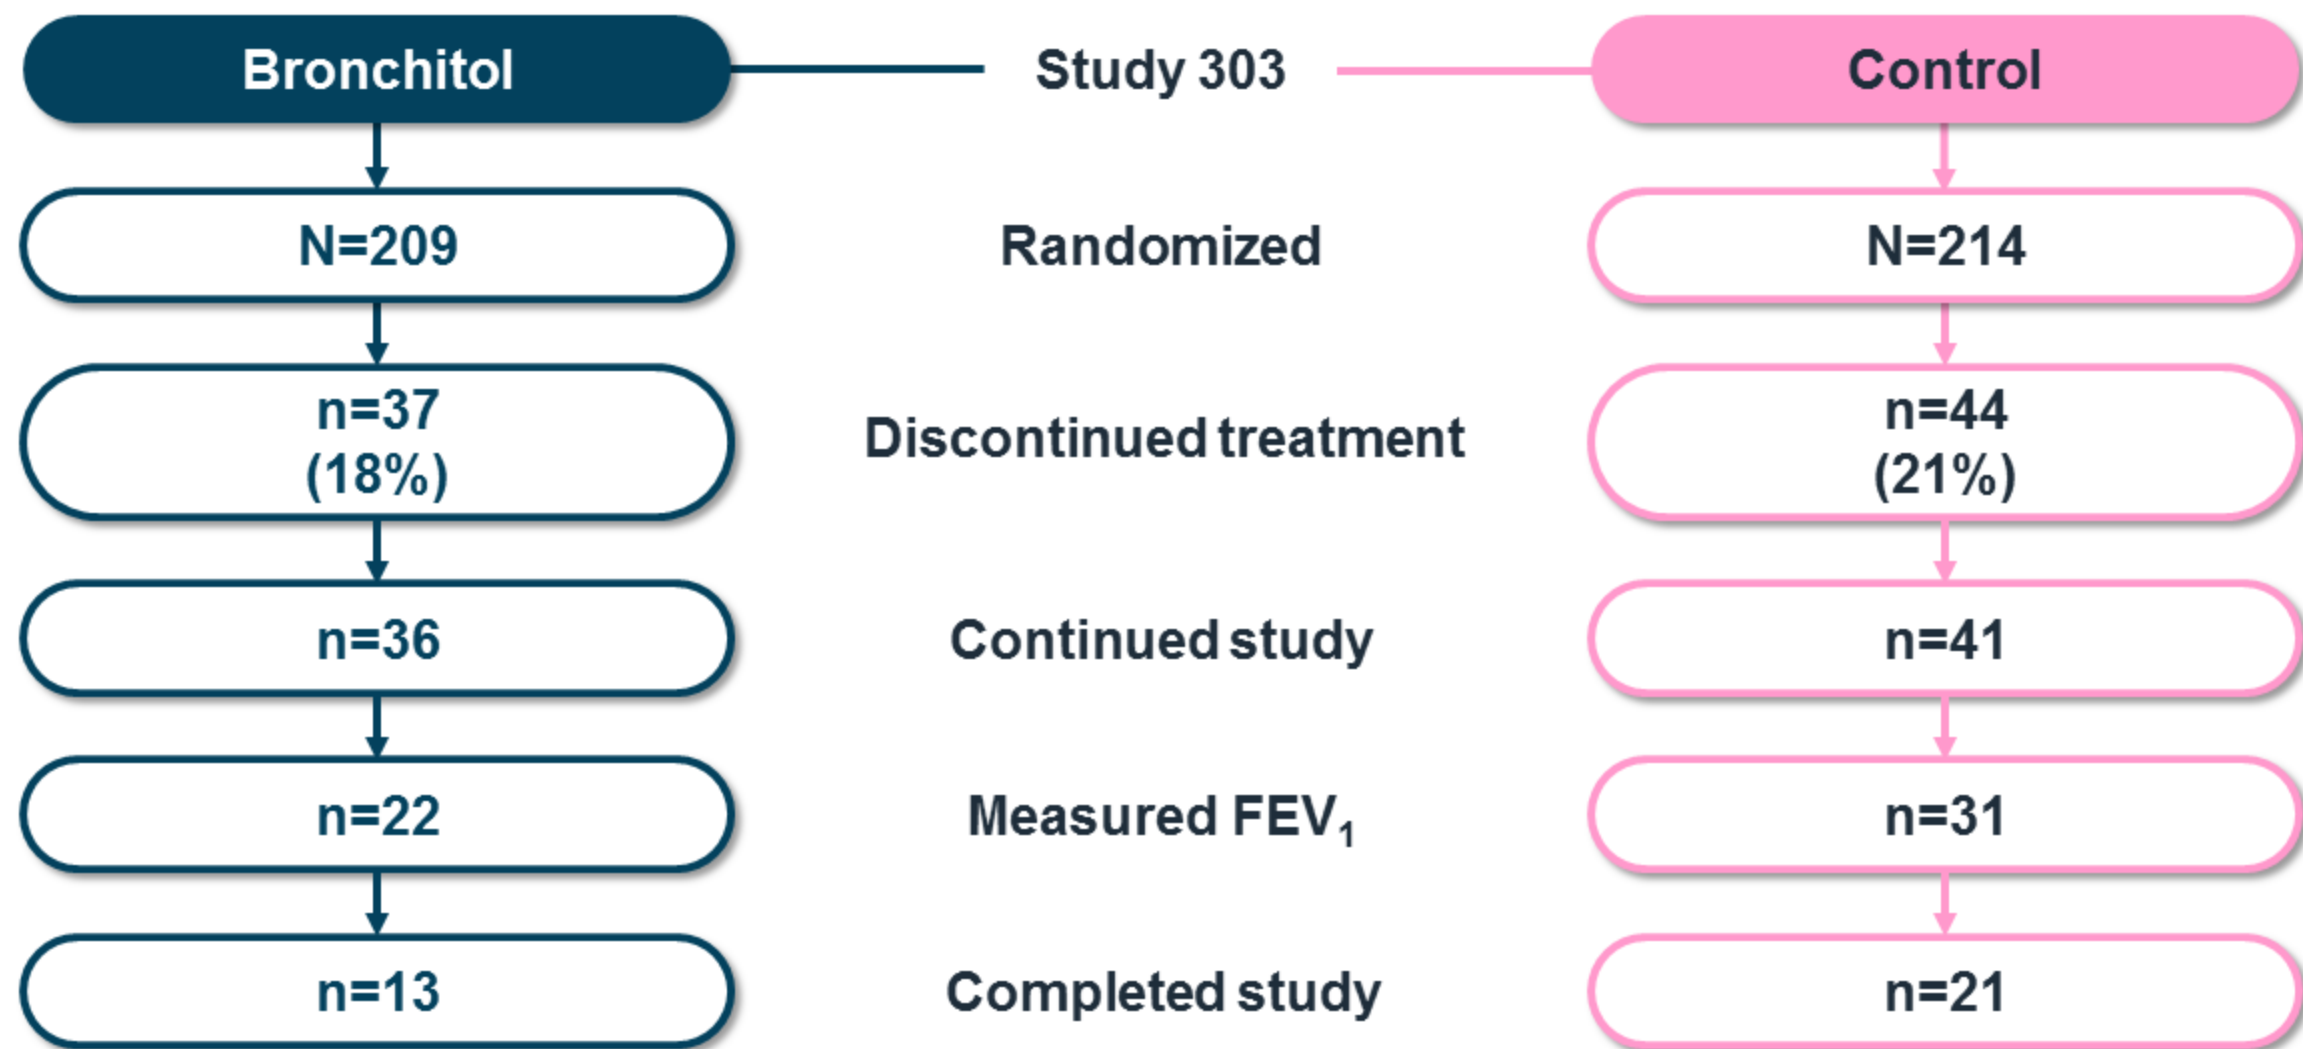 Bronchitol
Study 303
Control
N=209
Randomized
N=214
n=37
(18%)
Discontinued treatment
n=44
(21%)
n=36
Continued study
n=41
n=22
Measured FEV₁
n=31
n=13
Completed study
n=21